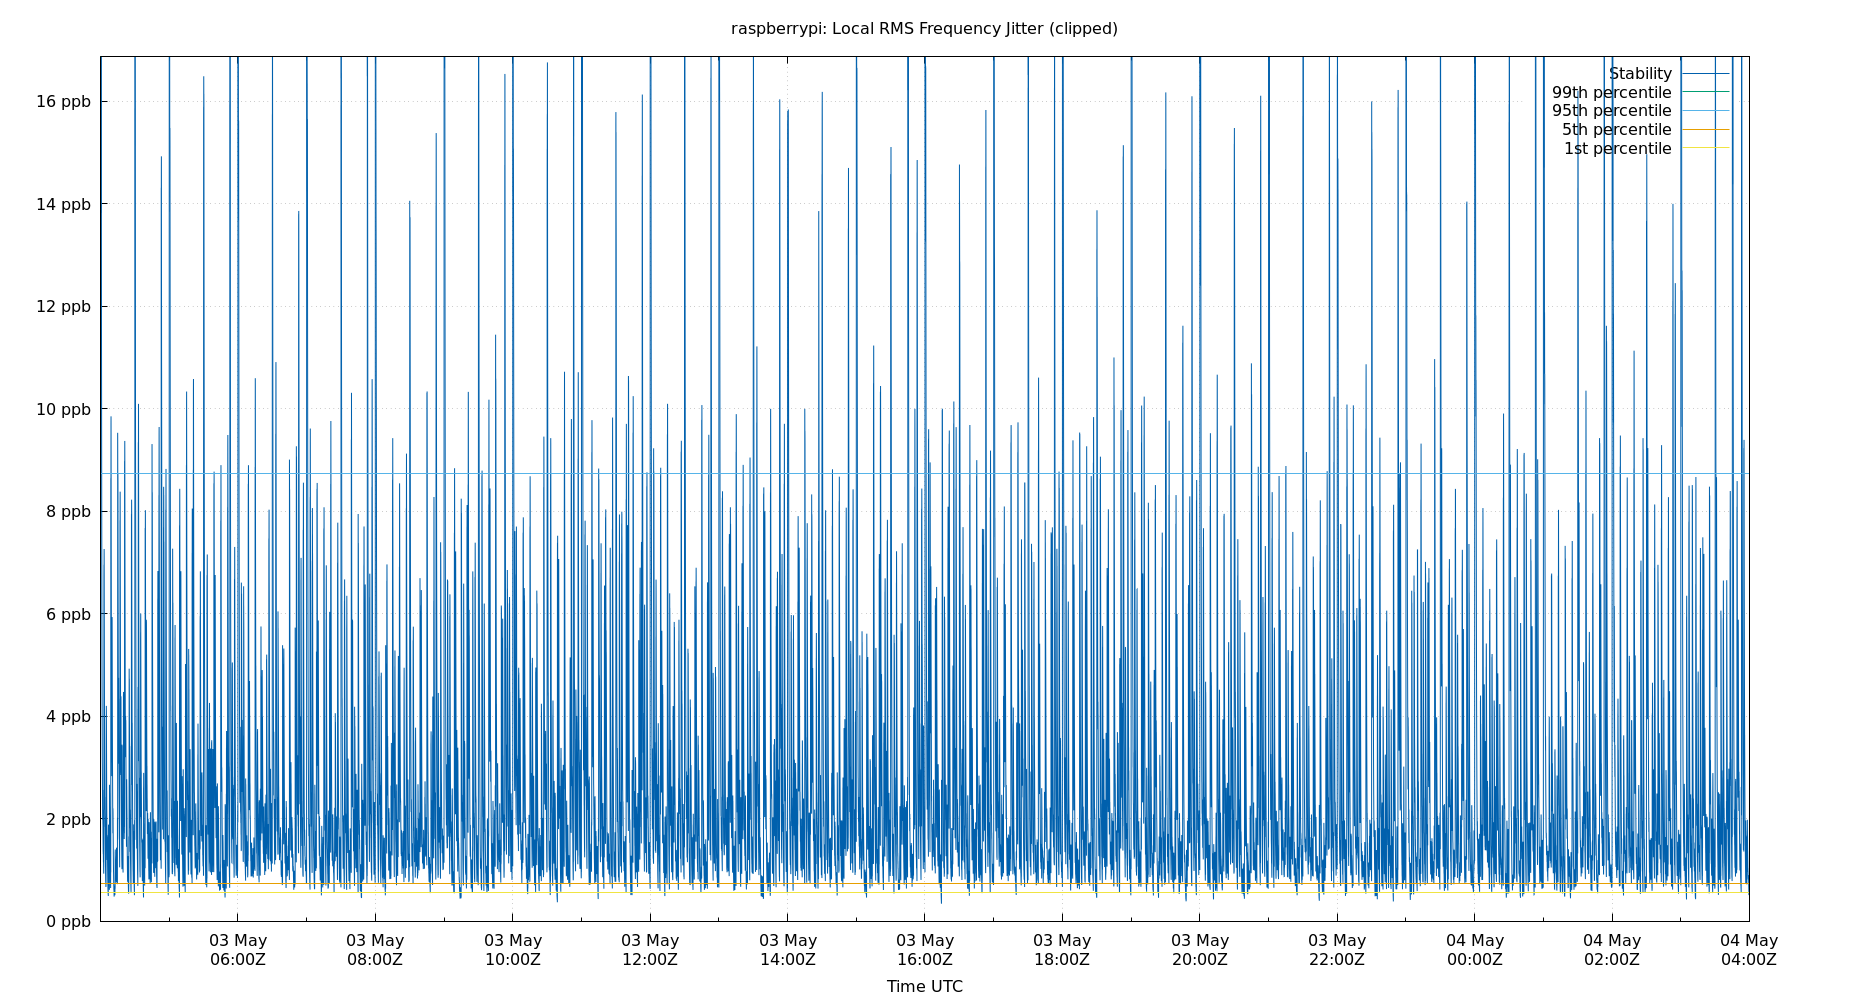 raspberrypi: Local RMS Frequency Jitter (clipped)
Stability
99th percentile
95th percentile
5th percentile
1st percentile
16 ppb
14 ppb
12 ppb
10 ppb
8 ppb
6 ppb
4 ppb
2 ppb
0 ppb
03 May 03 May 03 May 03 May 03 May 03 May 03 May 03 May 03 May 04 May 04 May 04 May
06:00Z 08:00Z 10:00Z 12:00Z 14:00Z 16:00Z 18:00Z 20:00Z 22:00Z 00:00Z 02:00Z 04:00Z
Time UTC